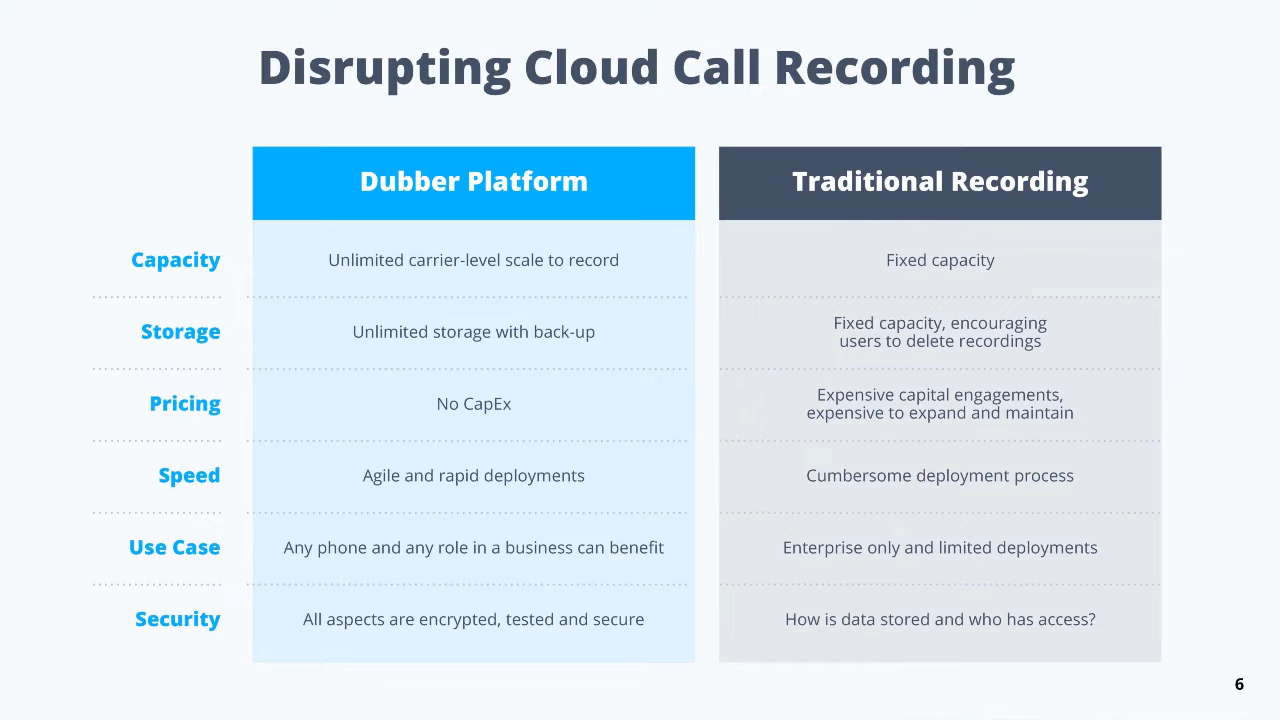 Disrupting Cloud Call Recording
Dubber Platform
Traditional Recording
Capacity
Unlimited carrier-level scale to record
Fixed capacity
Storage
Unlimited storage with back-up
Fixed capacity, encouraging
users to delete recordings
Pricing
No CapEx
Expensive capital engagements,
expensive to expand and maintain
Speed
Agile and rapid deployments
Cumbersome deployment process
Use Case
Any phone and any role in a business can benefit
Enterprise only and limited deployments
Security
All aspects are encrypted, tested and secure
How is data stored and who has access?
6